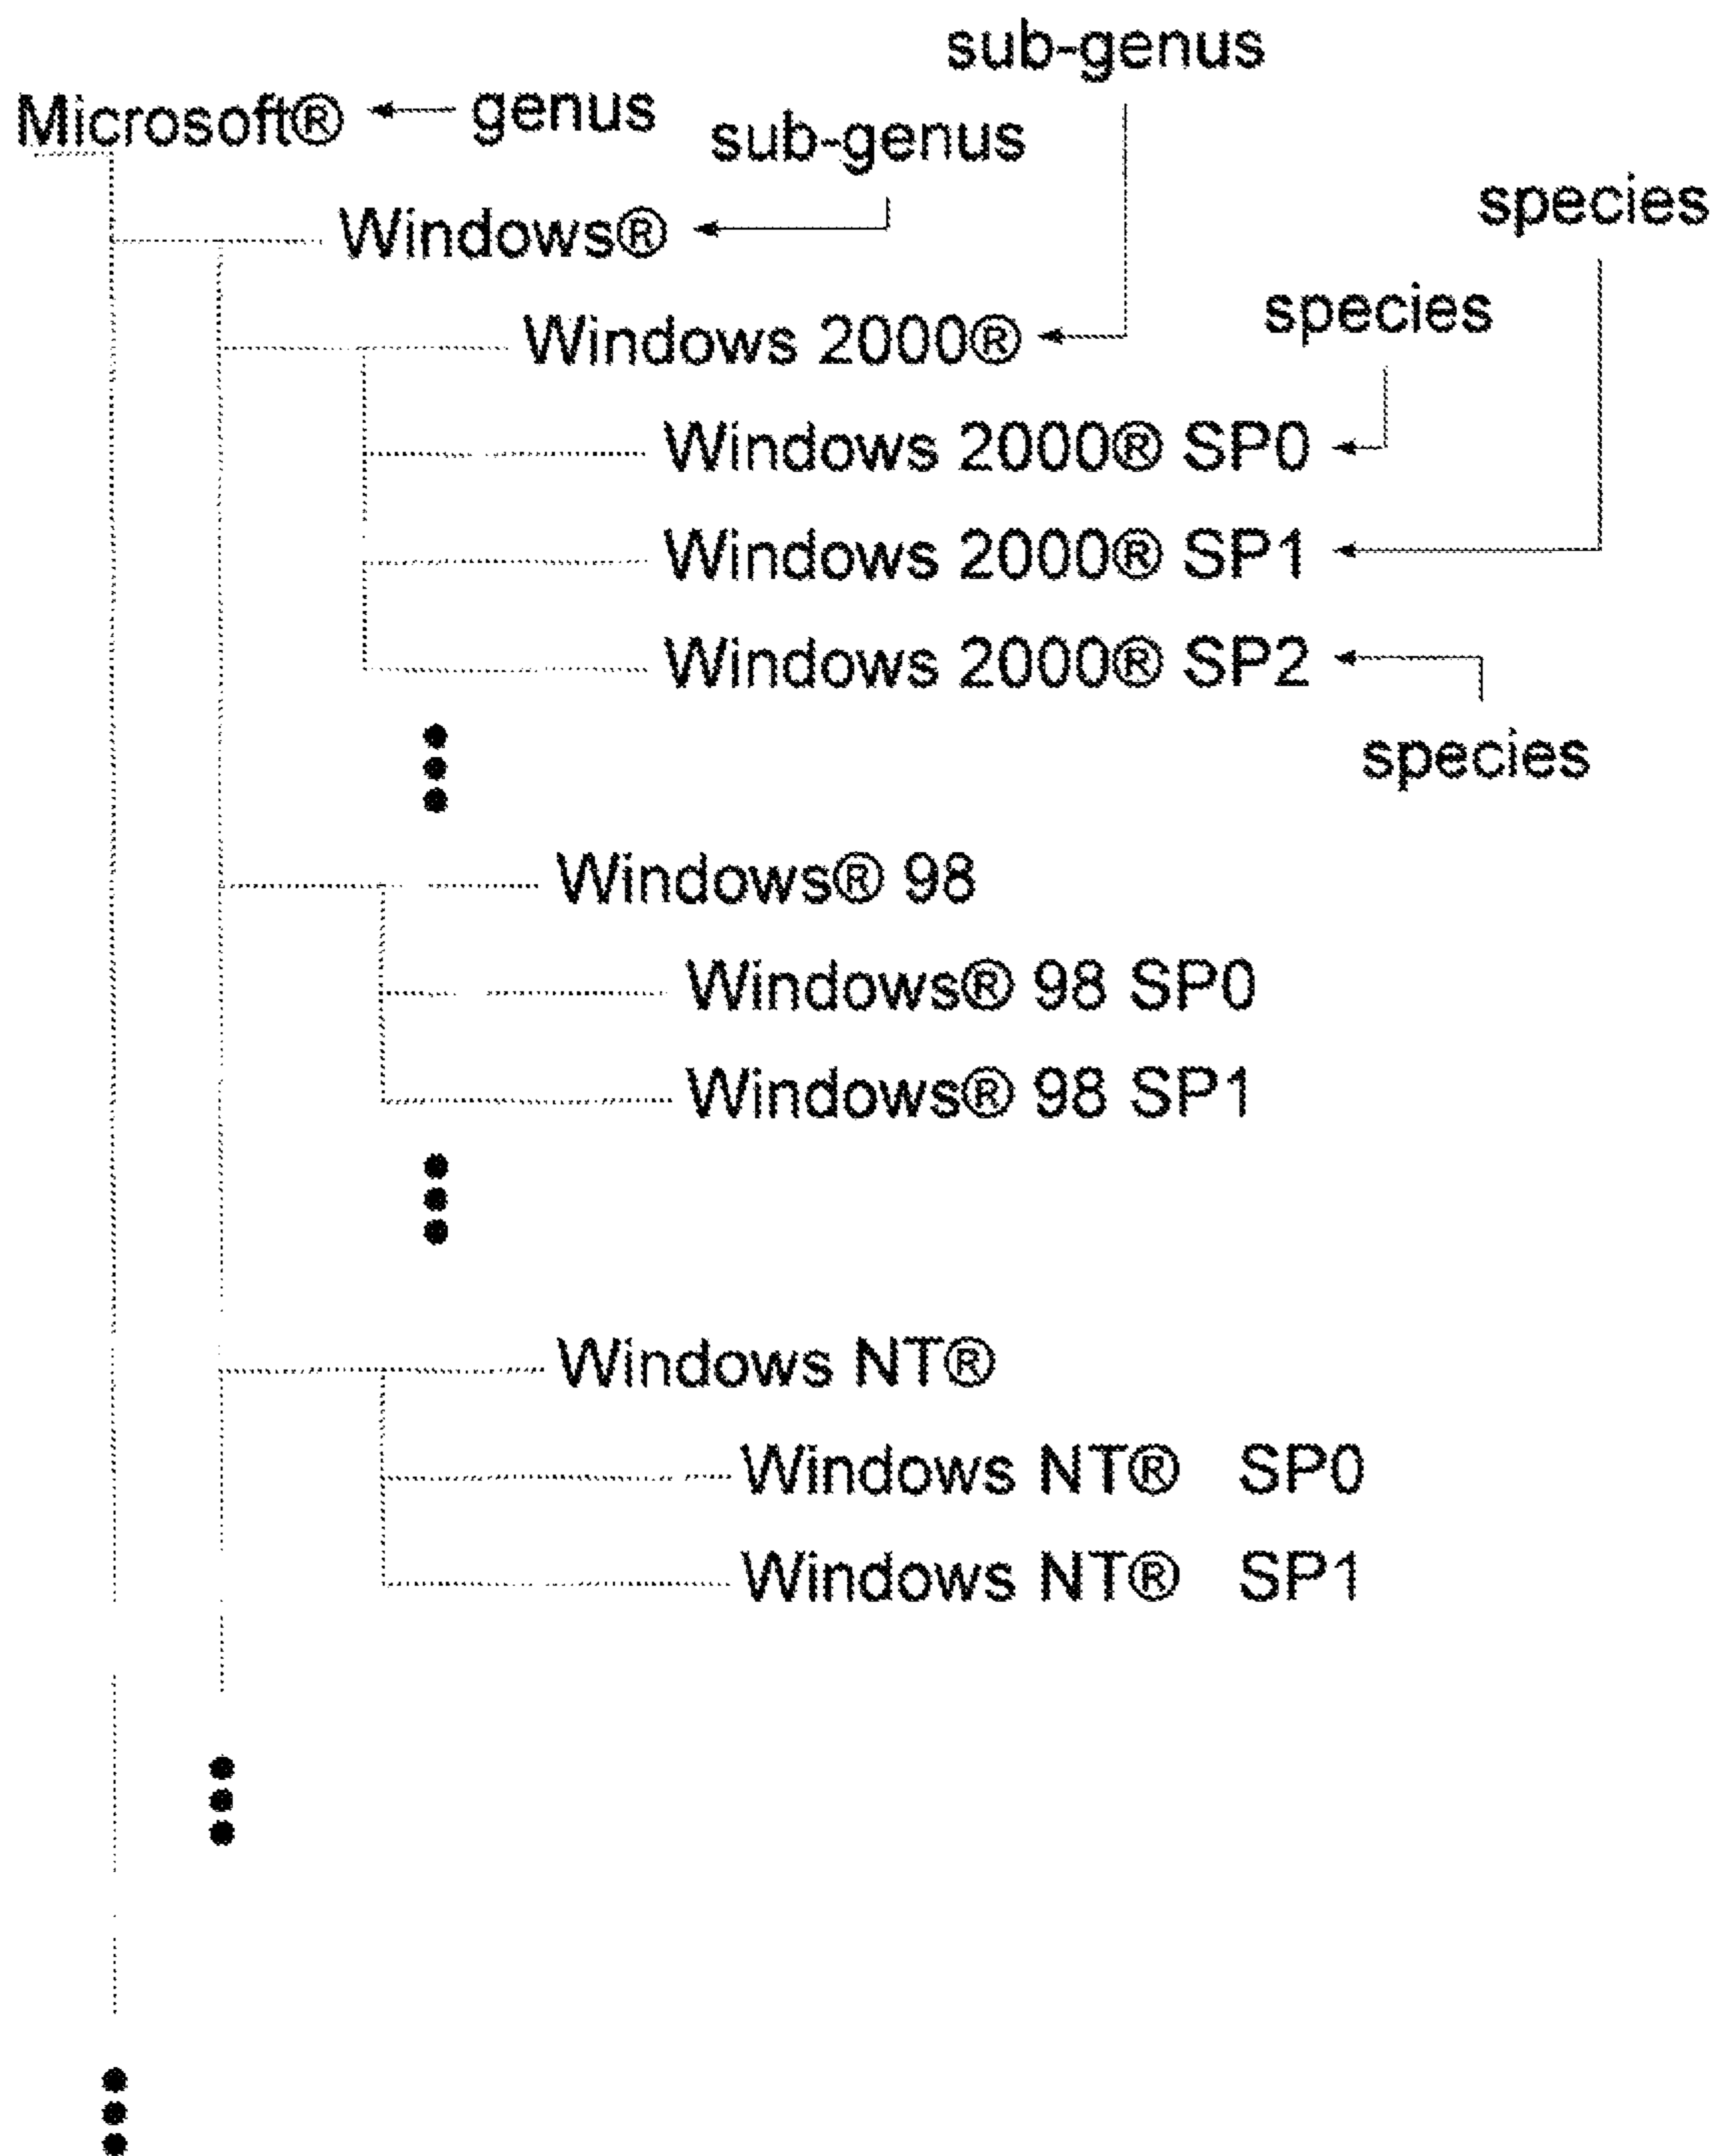 sub-genus
Microsoft® genus
sub-genus
species
Windows®
species
Windows 2000®
Windows 2000® SP0
Windows 2000® SP1
Windows 2000® SP2
species
Windows® 98
Windows® 98 SP0
Windows® 98 SP1
Windows NT®
Windows NT® SP0
Windows NT® SP1